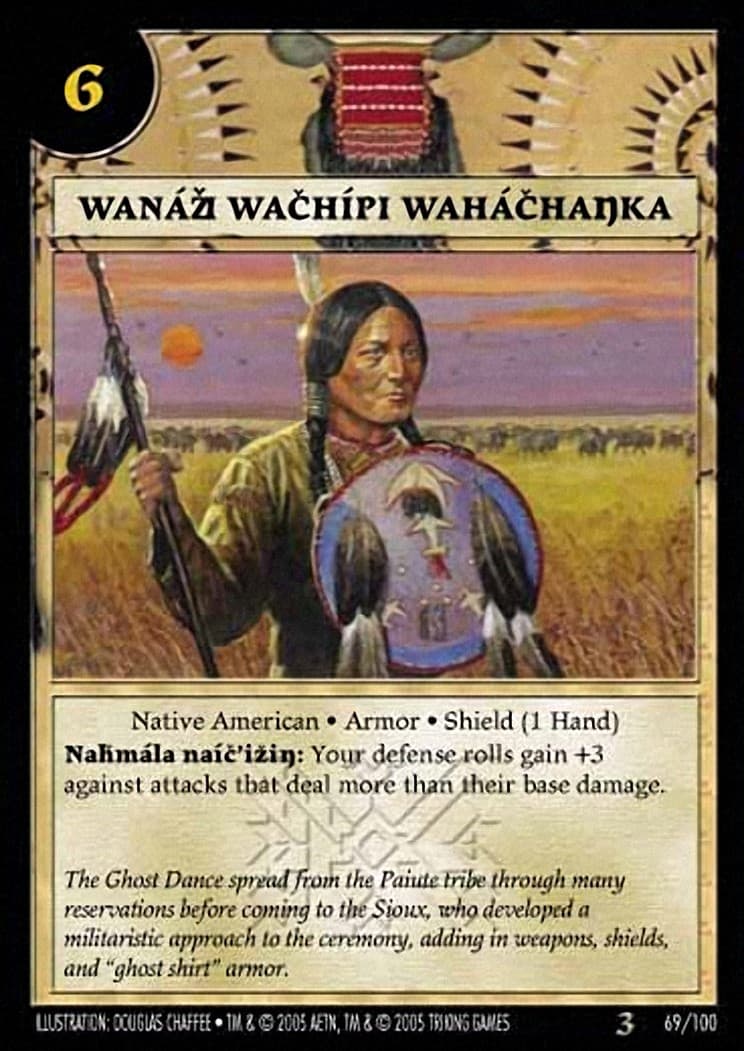 6
WANÁŽI WAČHÍPI WAHÁČHAŊKA
Native American • Armor • Shield (1 Hand)
Naȟmála naíč'ižiŋ: Your defense rolls gain +3
against attacks that deal more than their base damage.
The Ghost Dance spread from the Paiute tribe through many
reservations before coming to the Sioux, who developed a
militaristic approach to the ceremony, adding in weapons, shields,
and “ghost shirt” armor.
ILLUSTRATION: DOUGLAS CHAFFEE • TM & © 2005 AETN, TM & © 2005 TRIKING GAMES 3 69/100